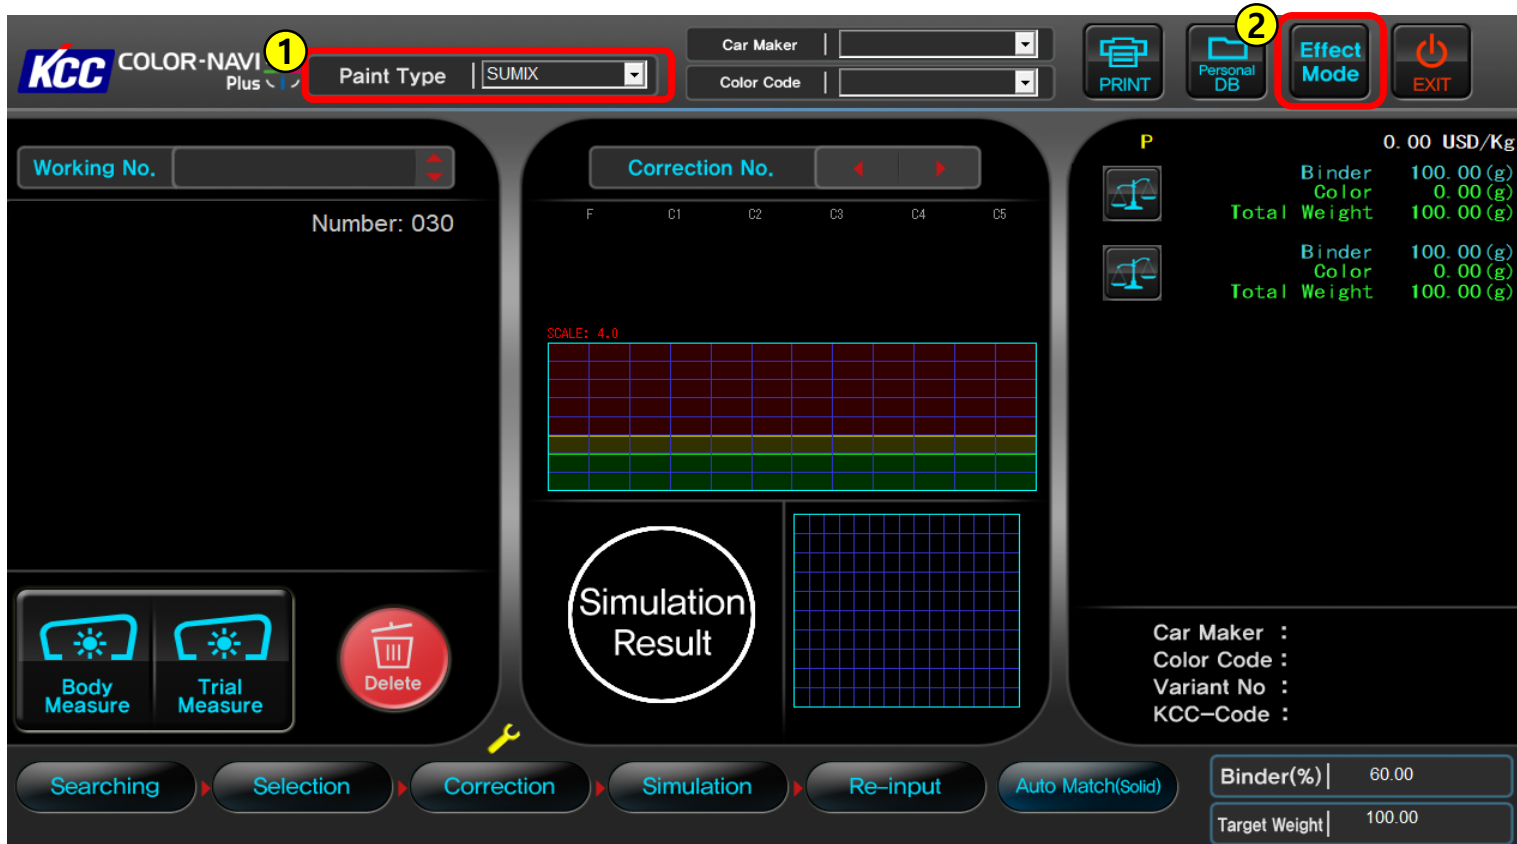 KCC COLOR-NAVI
Plus
1
Paint Type
SUMIX
Car Maker
Color Code
PRINT
Personal
DB
2
Effect
Mode
EXIT
Working No.
Number: 030
Correction No.
F C1 C2 C3 C4 C5
SCALE: 4.0
Simulation
Result
P 0.00 USD/Kg
Binder 100.00(g)
Color 0.00(g)
Total Weight 100.00(g)
Binder 100.00(g)
Color 0.00(g)
Total Weight 100.00(g)
Car Maker :
Color Code :
Variant No :
KCC-Code :
Body
Measure
Trial
Measure
Delete
Searching
Selection
Correction
Simulation
Re-input
Auto Match(Solid)
Binder(%) 60.00
Target Weight 100.00